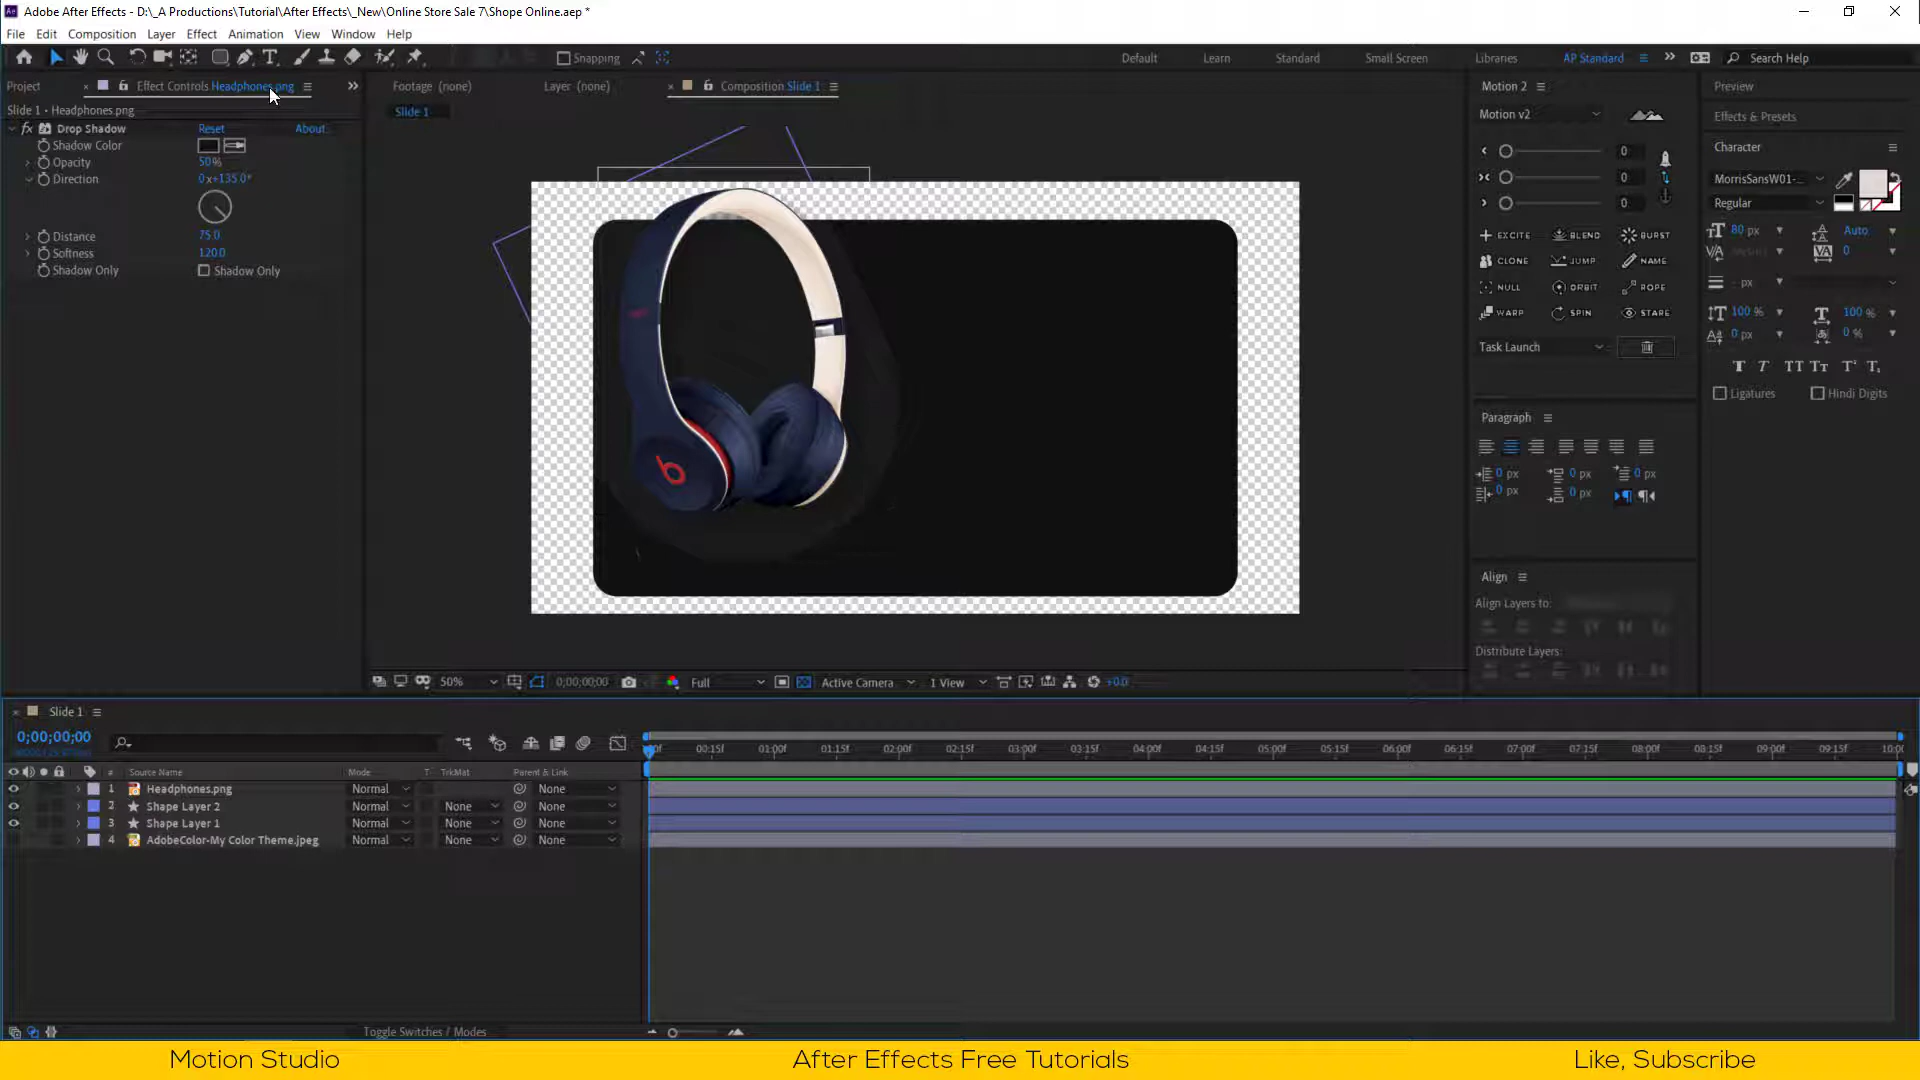 Adobe After Effects - D:\_A Productions\Tutorial\After Effects\_New\Online Store Sale 7\Shope Online.aep *
File Edit Composition Layer Effect Animation View Window Help
Snapping Default Learn Standard Small Screen Libraries AP Standard Search Help
Project Effect Controls Headphones.png
Slide 1 • Headphones.png
fx Drop Shadow Reset About.
Shadow Color
Opacity 50%
Direction 0x+135.0°
Distance 75.0
Softness 120.0
Shadow Only Shadow Only
Footage (none) Layer (none) Composition Slide 1
Slide 1
50% 0;00;00;00 Full Active Camera 1 View +0.0
Motion 2
Motion v2
0
0
0
EXCITE BLEND BURST
CLONE JUMP NAME
NULL ORBIT ROPE
WARP SPIN STARE
Task Launch
Paragraph
0 px 0 px 0 px
0 px 0 px
Align
Align Layers to:
Distribute Layers:
Preview
Effects & Presets
Character
MorrisSansW01-...
Regular
80 px Auto
0
px
100 % 100 %
0 px 0 %
Ligatures Hindi Digits
Slide 1
0;00;00;00
00:15f 01:00f 01:15f 02:00f 02:15f 03:00f 03:15f 04:00f 04:15f 05:00f 05:15f 06:00f 06:15f 07:00f 07:15f 08:00f 08:15f 09:00f 09:15f 10:00
# Source Name Mode T TrkMat Parent & Link
1 Headphones.png Normal None
2 Shape Layer 2 Normal None None
3 Shape Layer 1 Normal None None
4 AdobeColor-My Color Theme.jpeg Normal None None
Toggle Switches / Modes
Motion Studio After Effects Free Tutorials Like, Subscribe